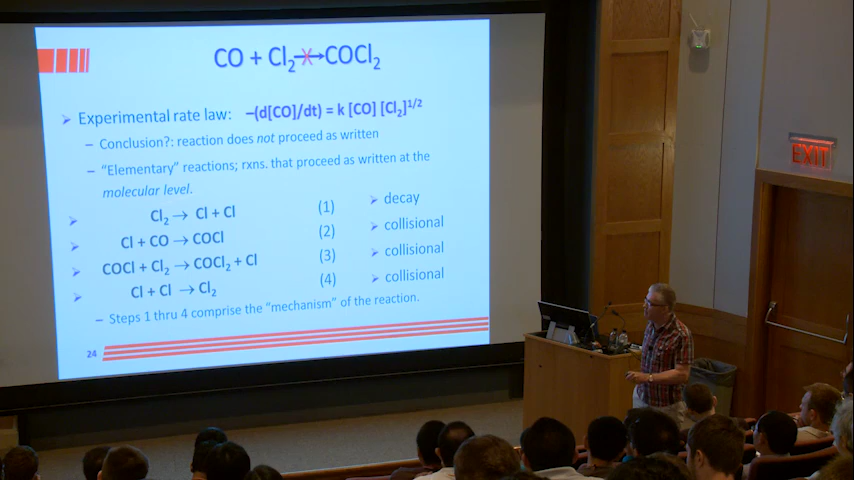 CO + Cl₂ → COCl₂
➢ Experimental rate law: –(d[CO]/dt) = k [CO] [Cl₂]¹/²
– Conclusion?: reaction does not proceed as written
– “Elementary” reactions; rxns. that proceed as written at the
molecular level.
➢ Cl₂ → Cl + Cl (1) ➢ decay
➢ Cl + CO → COCl (2) ➢ collisional
➢ COCl + Cl₂ → COCl₂ + Cl (3) ➢ collisional
➢ Cl + Cl → Cl₂ (4) ➢ collisional
– Steps 1 thru 4 comprise the “mechanism” of the reaction.
24
EXIT